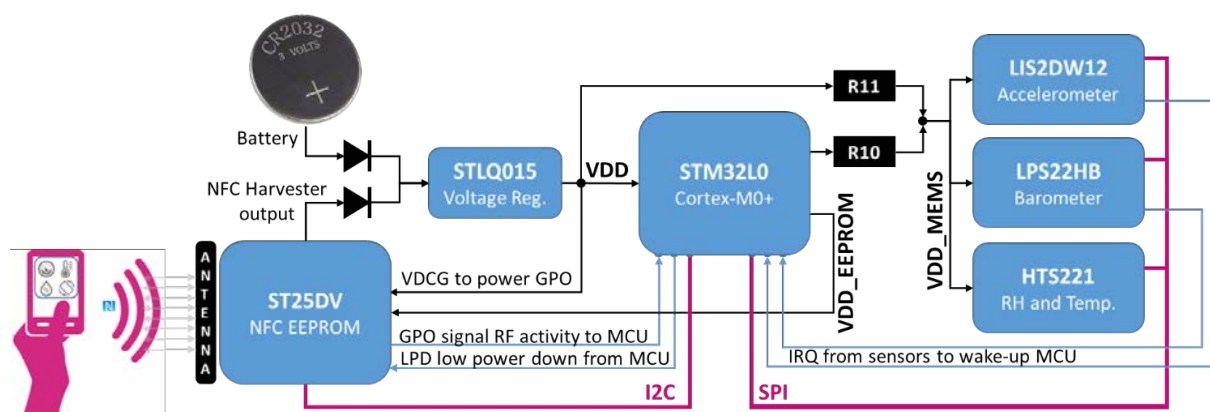 CR2032
3 VOLTS
+
Battery
NFC Harvester
output
STLQ015
Voltage Reg.
VDD
STM32L0
Cortex-M0+
R11
R10
VDD_MEMS
LIS2DW12
Accelerometer
LPS22HB
Barometer
HTS221
RH and Temp.
VDD_EEPROM
ANTENNA
N
ST25DV
NFC EEPROM
VDCG to power GPO
GPO signal RF activity to MCU
LPD low power down from MCU
IRQ from sensors to wake-up MCU
I2C
SPI